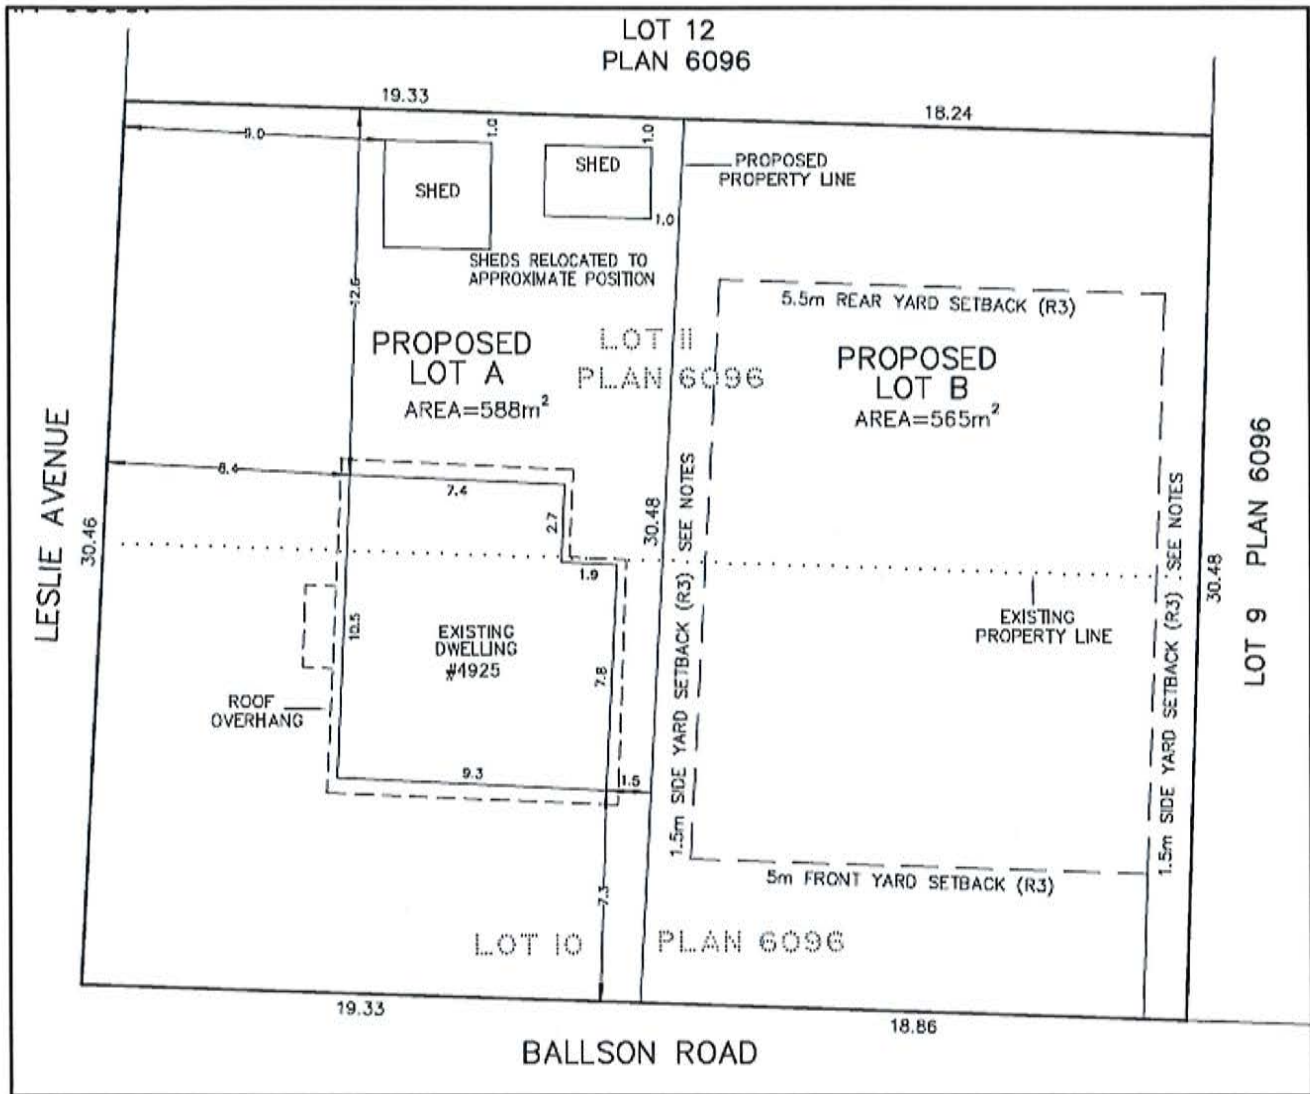 LOT 12
PLAN 6096
19.33
18.24
9.0
1.0
1.0
SHED
SHED
PROPOSED
PROPERTY LINE
1.0
SHEDS RELOCATED TO
APPROXIMATE POSITION
12.6
5.5m REAR YARD SETBACK (R3)
PROPOSED
LOT A
AREA=588m²
LOT 11
PLAN 6096
PROPOSED
LOT B
AREA=565m²
LESLIE AVENUE
30.46
7.4
2.7
1.9
30.48
1.5m SIDE YARD SETBACK (R3) : SEE NOTES
EXISTING
PROPERTY LINE
1.5m SIDE YARD SETBACK (R3) : SEE NOTES
30.48
LOT 9 PLAN 6096
10.5
EXISTING
DWELLING
#4925
7.8
ROOF
OVERHANG
9.3
1.5
7.3
5m FRONT YARD SETBACK (R3)
LOT 10
PLAN 6096
19.33
18.86
BALLSON ROAD